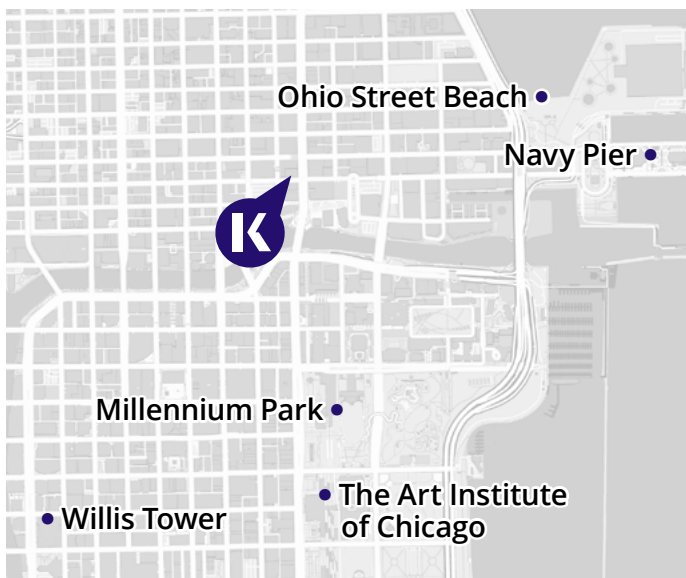 Ohio Street Beach
Navy Pier
K
Millennium Park
The Art Institute
of Chicago
Willis Tower